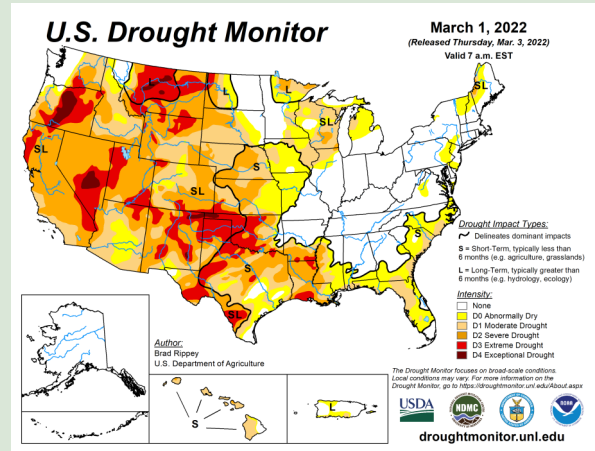 U.S. Drought Monitor
March 1, 2022
(Released Thursday, Mar. 3, 2022)
Valid 7 a.m. EST
L
L
L
SL
SL
SL
S
SL
S
S
SL
Drought Impact Types:
Delineates dominant impacts
S = Short-Term, typically less than
6 months (e.g. agriculture, grasslands)
L = Long-Term, typically greater than
6 months (e.g. hydrology, ecology)
Intensity:
None
D0 Abnormally Dry
D1 Moderate Drought
D2 Severe Drought
D3 Extreme Drought
D4 Exceptional Drought
Author:
Brad Rippey
U.S. Department of Agriculture
S
L
The Drought Monitor focuses on broad-scale conditions.
Local conditions may vary. For more information on the
Drought Monitor, go to https://droughtmonitor.unl.edu/About.aspx
USDA
NDMC
NOAA
droughtmonitor.unl.edu